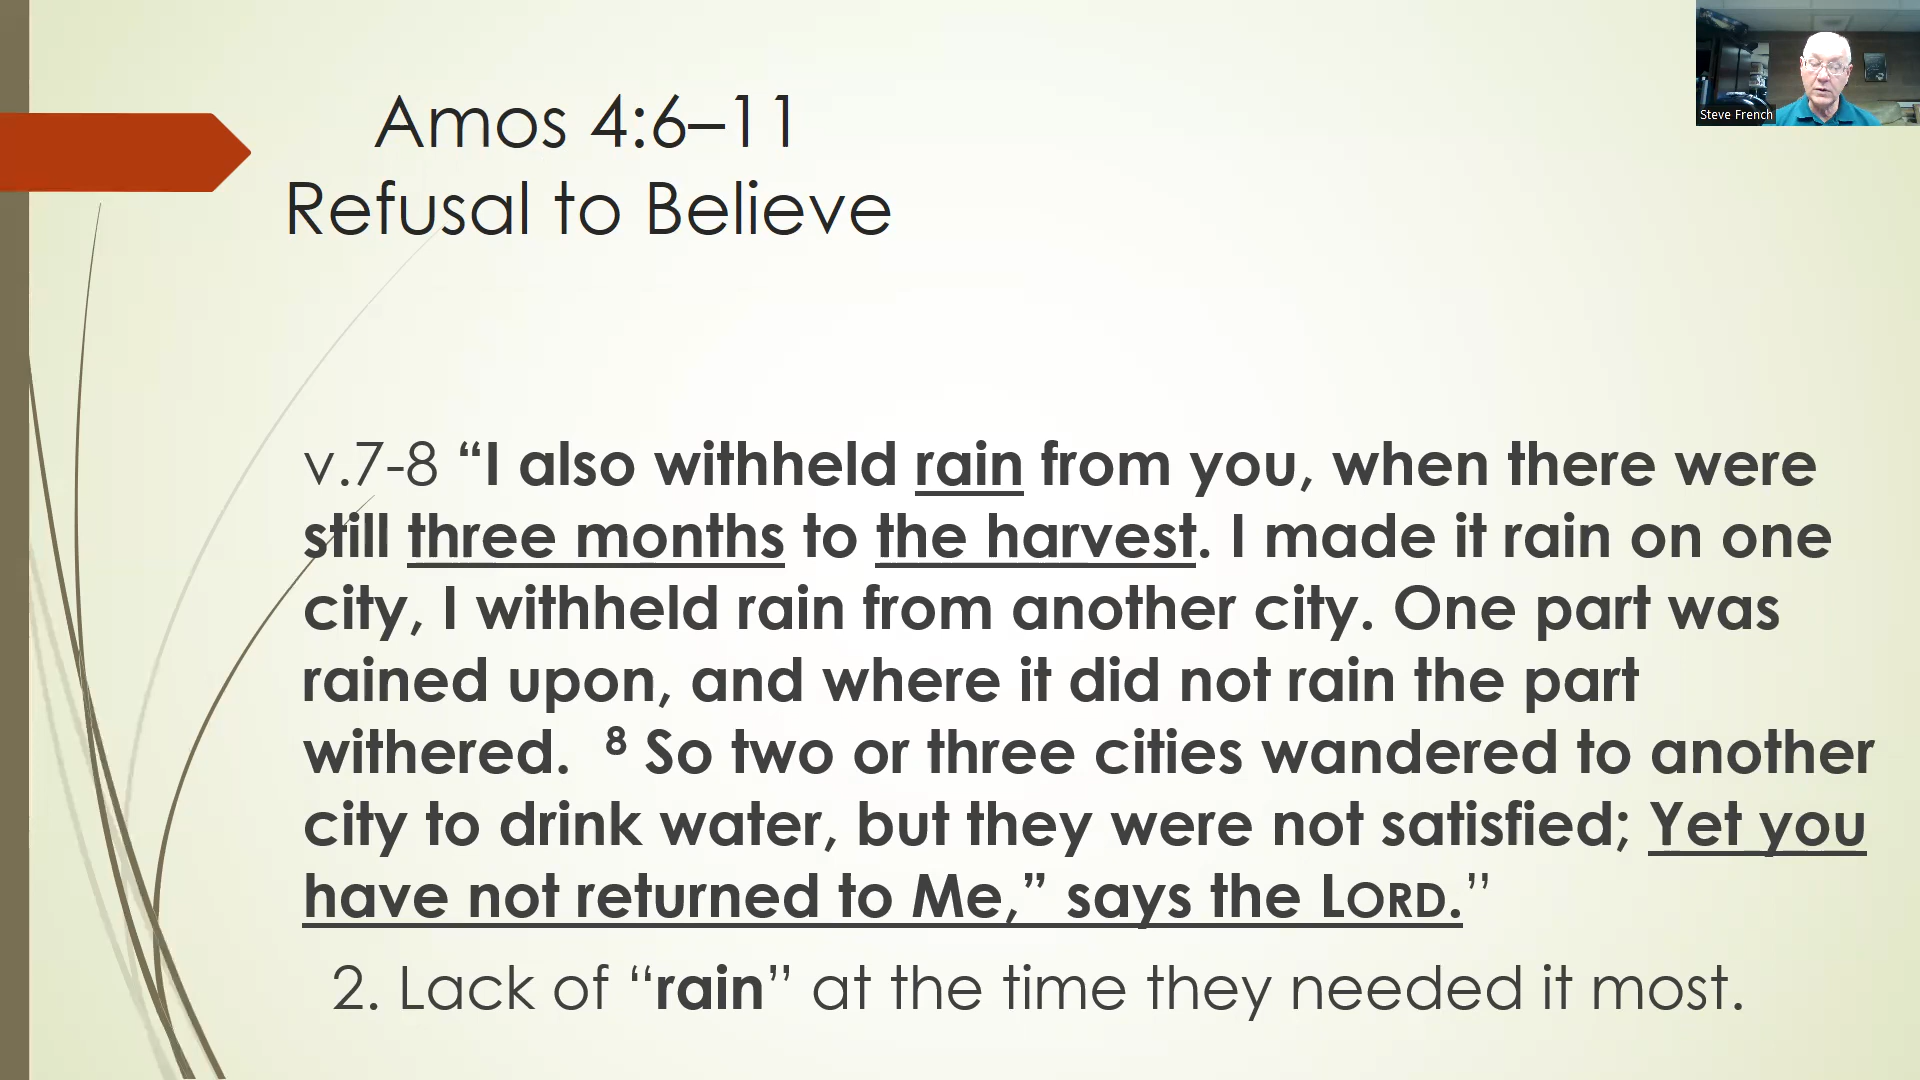 Amos 4:6–11
Refusal to Believe
Steve French
v.7-8 “I also withheld rain from you, when there were
still three months to the harvest. I made it rain on one
city, I withheld rain from another city. One part was
rained upon, and where it did not rain the part
withered. ⁸ So two or three cities wandered to another
city to drink water, but they were not satisfied; Yet you
have not returned to Me,” says the LORD.”
2. Lack of “rain” at the time they needed it most.